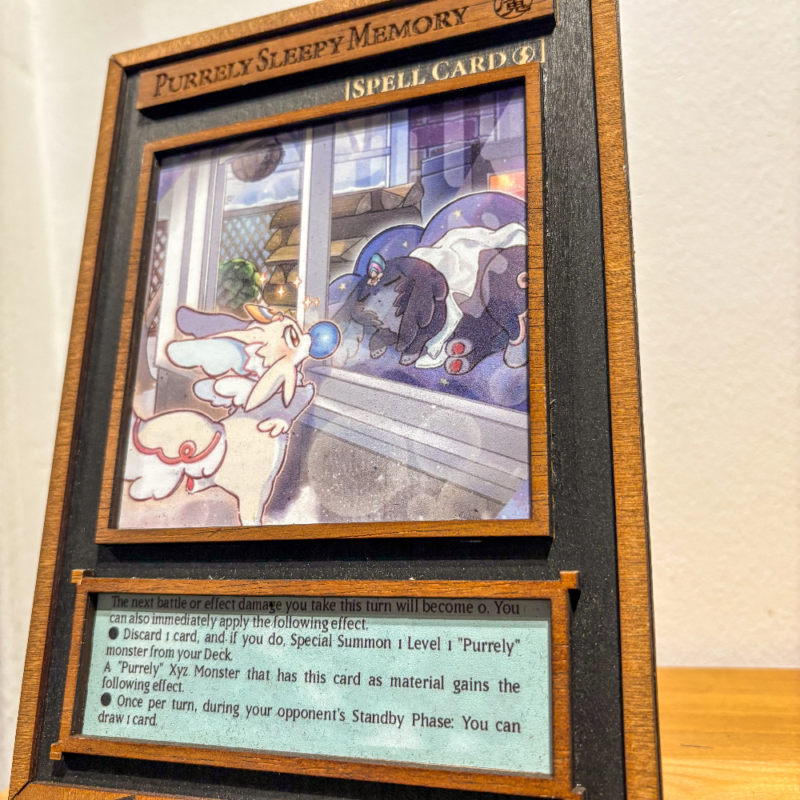 PURRELY SLEEPY MEMORY 魔
[SPELL CARD]
The next battle or effect damage you take this turn will become 0. You
can also immediately apply the following effect.
● Discard 1 card, and if you do, Special Summon 1 Level 1 "Purrely"
monster from your Deck.
A "Purrely" Xyz Monster that has this card as material gains the
following effect.
● Once per turn, during your opponent's Standby Phase: You can
draw 1 card.